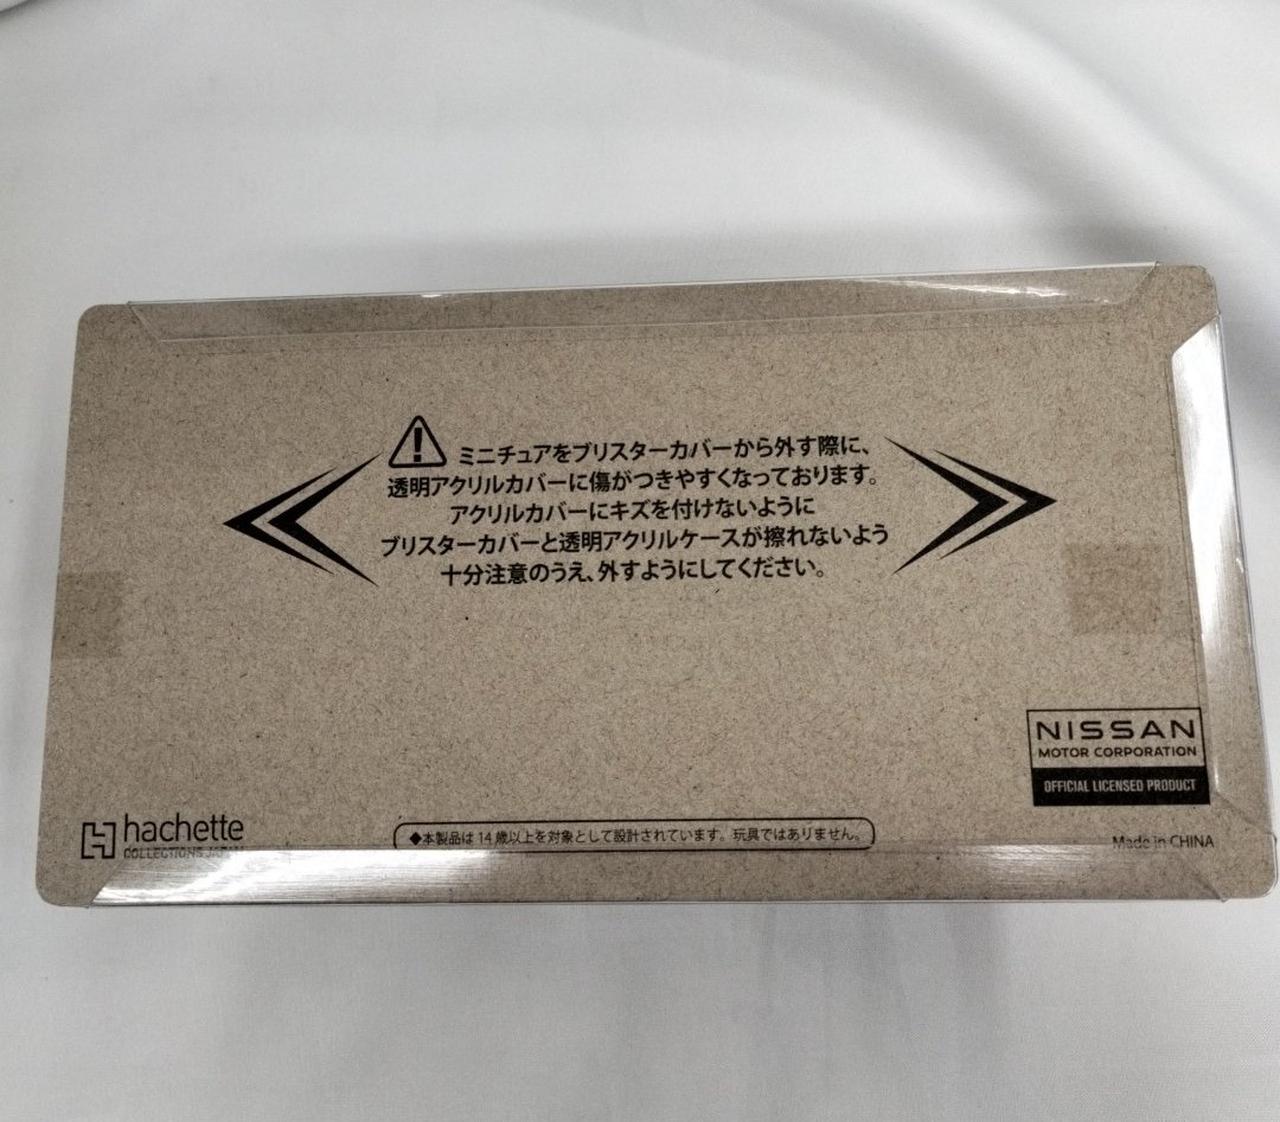 ミニチュアをブリスターカバーから外す際に、
透明アクリルカバーに傷がつきやすくなっております。
アクリルカバーにキズを付けないように
ブリスターカバーと透明アクリルケースが擦れないよう
十分注意のうえ、外すようにしてください。
NISSAN
MOTOR CORPORATION
OFFICIAL LICENSED PRODUCT
hachette
COLLECTIONS JAPAN
◆本製品は 14 歳以上を対象として設計されています。玩具ではありません。
Made in CHINA